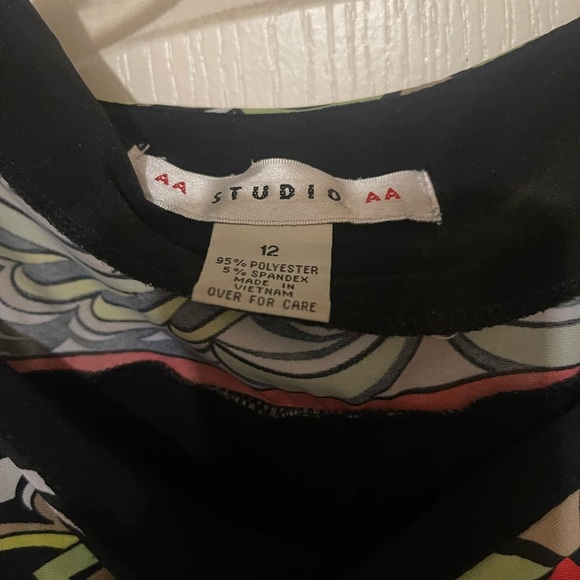 AA STUDIO AA
12
95% POLYESTER
5% SPANDEX
MADE IN
VIETNAM
OVER FOR CARE